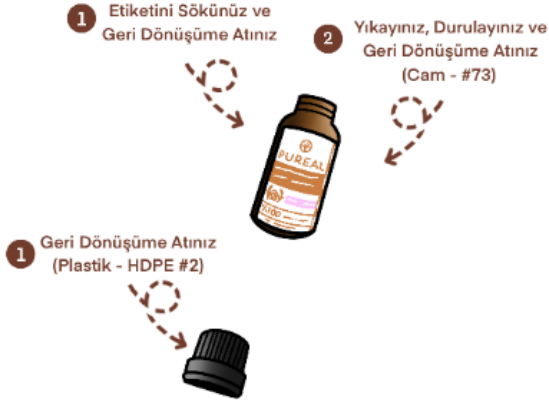 1
Etiketini Sökünüz ve
Geri Dönüşüme Atınız
2
Yıkayınız, Durulayınız ve
Geri Dönüşüme Atınız
(Cam - #73)
PUREAL
1
Geri Dönüşüme Atınız
(Plastik - HDPE #2)